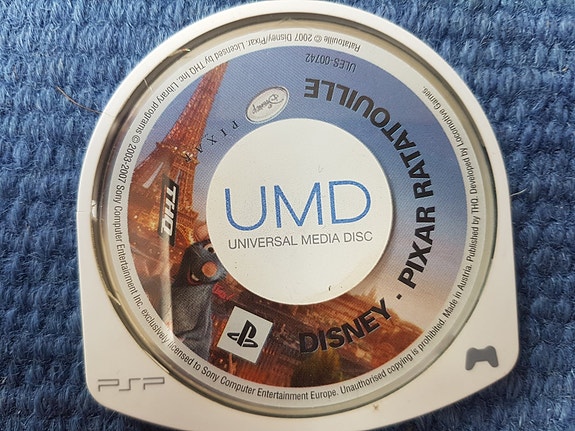 UMD
UNIVERSAL MEDIA DISC
DISNEY · PIXAR RATATOUILLE
Disney
PIXAR
THQ
ULES-00742
Ratatouille © 2007 Disney/Pixar. Licensed by THQ Inc. Library programs © 2003-2007 Sony Computer Entertainment Inc. exclusively licensed to Sony Computer Entertainment Europe. Unauthorised copying is prohibited. Made in Austria. Published by THQ. Developed by Locomotive Games.
PSP